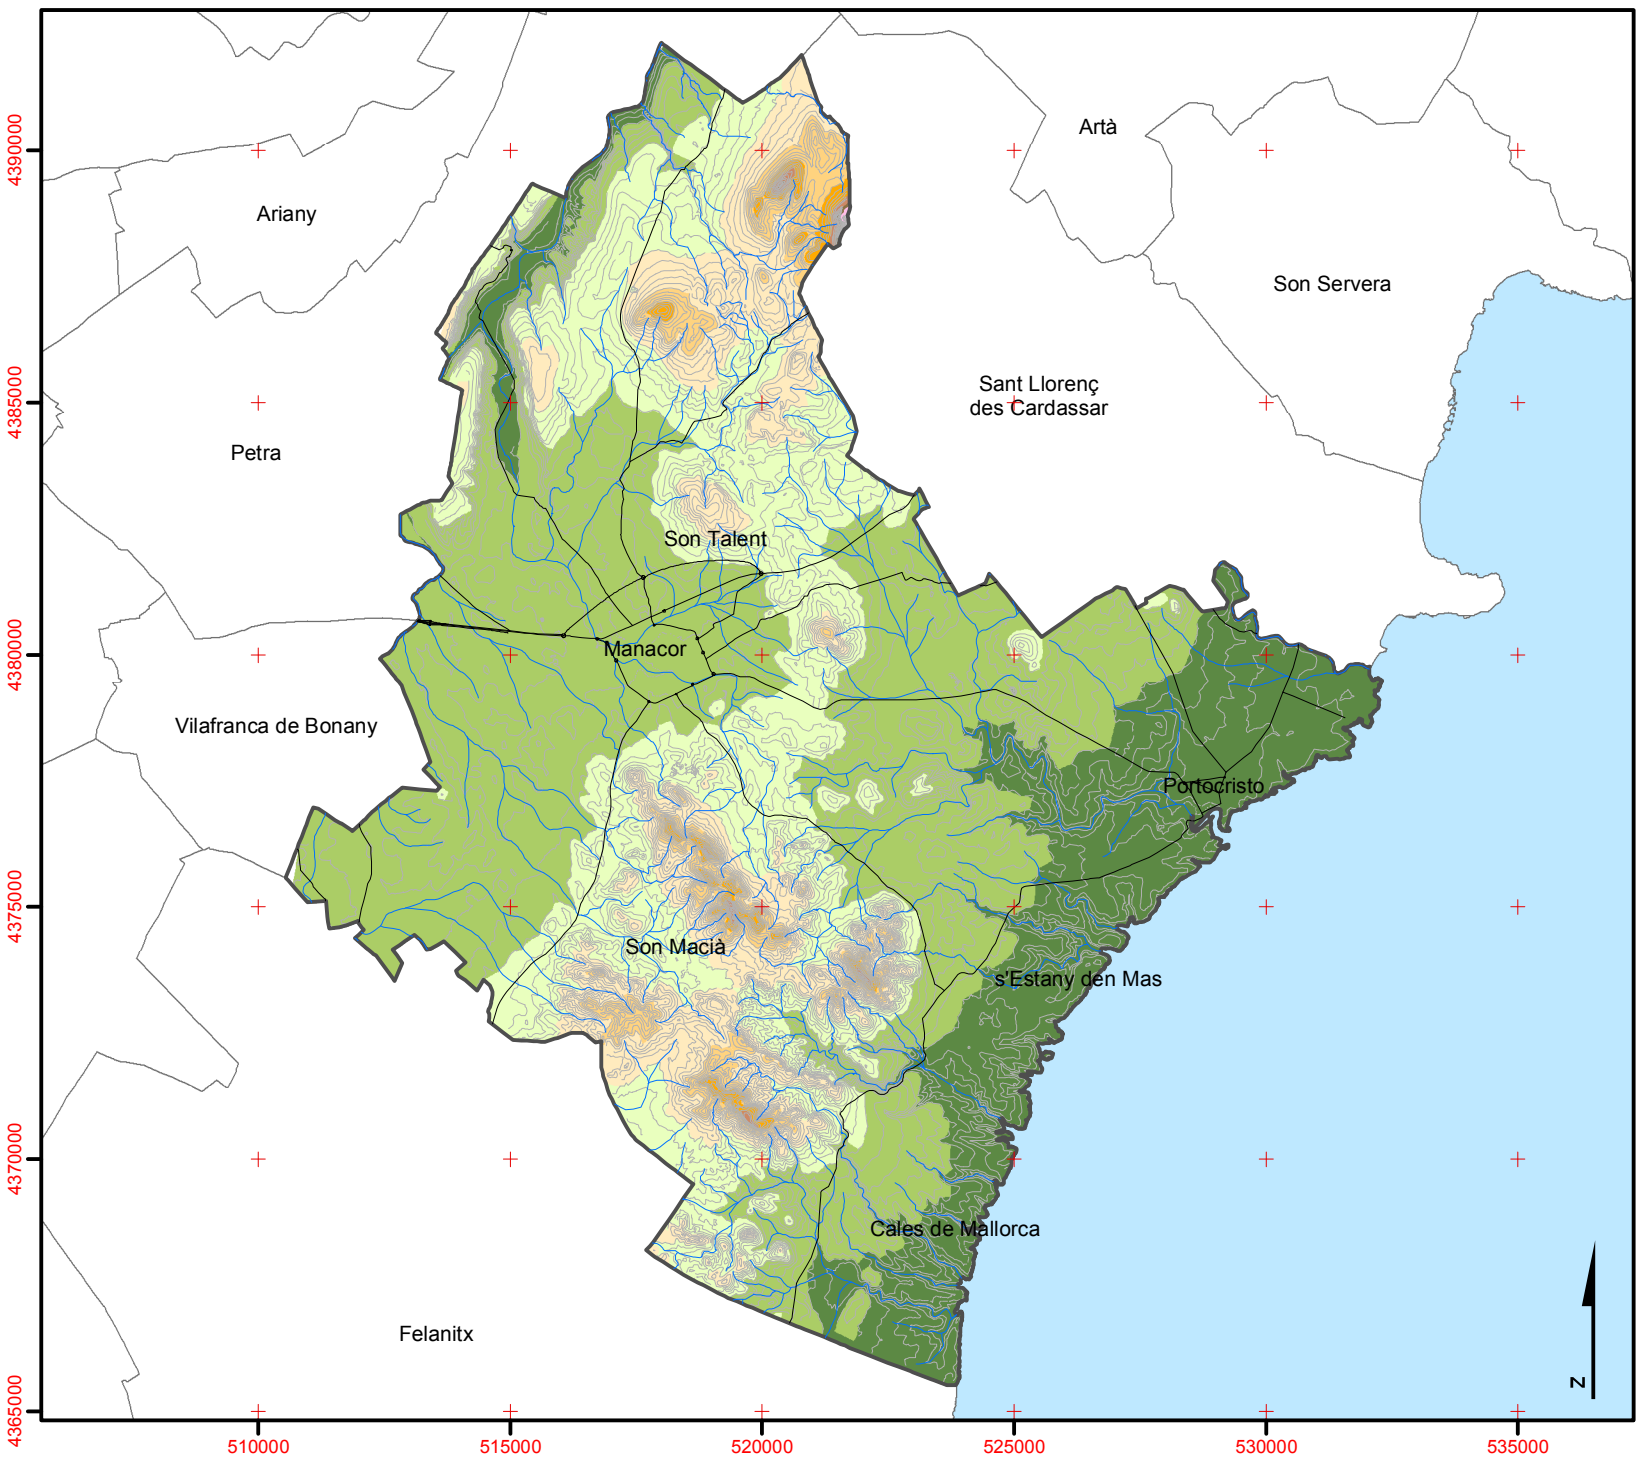 Artà
4390000
Ariany
Son Servera
Sant Llorenç
des Cardassar
4385000
Petra
Son Talent
4380000
Manacor
Vilafranca de Bonany
Portocristo
4375000
Son Macià
s'Estany den Mas
4370000
Cales de Mallorca
Felanitx
N
4365000
510000 515000 520000 525000 530000 535000